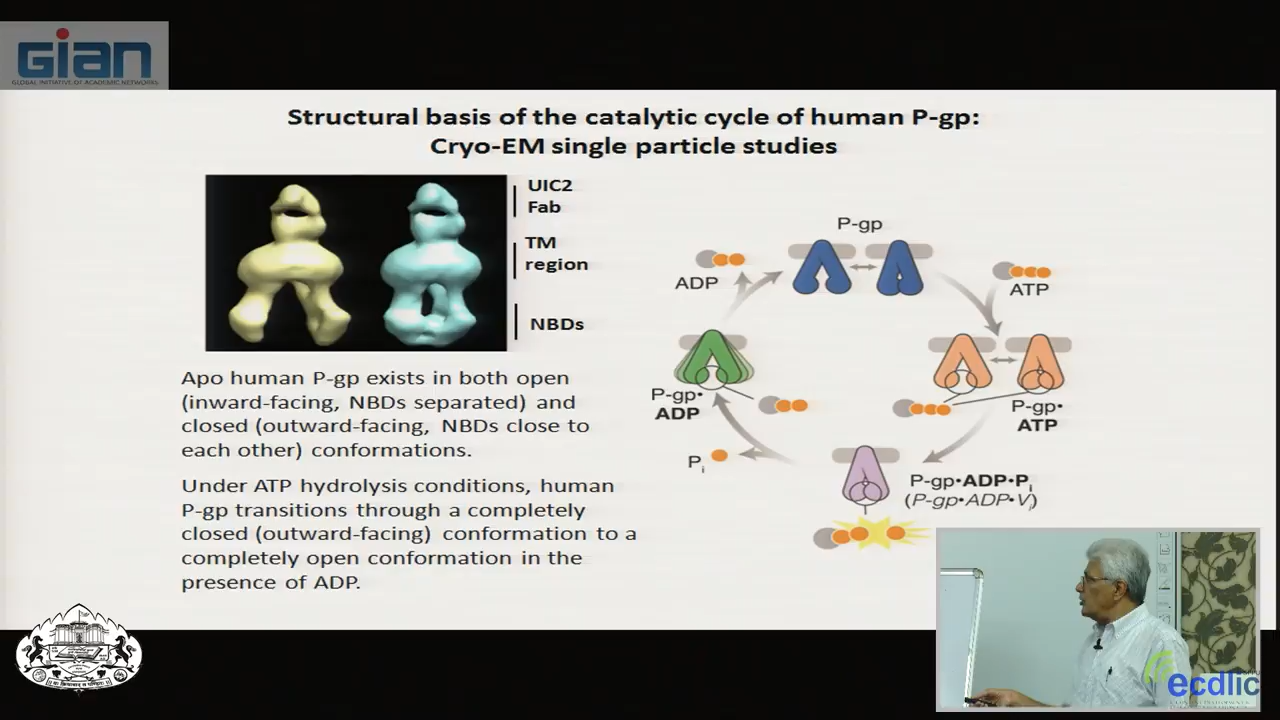 GIAN
GLOBAL INITIATIVE OF ACADEMIC NETWORKS
Structural basis of the catalytic cycle of human P-gp:
Cryo-EM single particle studies
UIC2
Fab
TM
region
NBDs
Apo human P-gp exists in both open
(inward-facing, NBDs separated) and
closed (outward-facing, NBDs close to
each other) conformations.
Under ATP hydrolysis conditions, human
P-gp transitions through a completely
closed (outward-facing) conformation to a
completely open conformation in the
presence of ADP.
P-gp
ADP
ATP
P-gp•
ADP
P-gp•
ATP
Pi
P-gp•ADP•Pi
(P-gp•ADP•Vi)
ecdlic